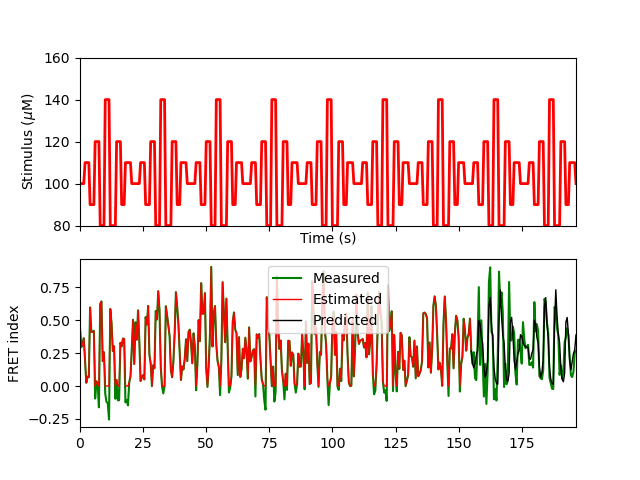 160
140
120
100
80
Stimulus (μM)
Time (s)
0.75
0.50
0.25
0.00
−0.25
FRET index
Measured
Estimated
Predicted
0 25 50 75 100 125 150 175